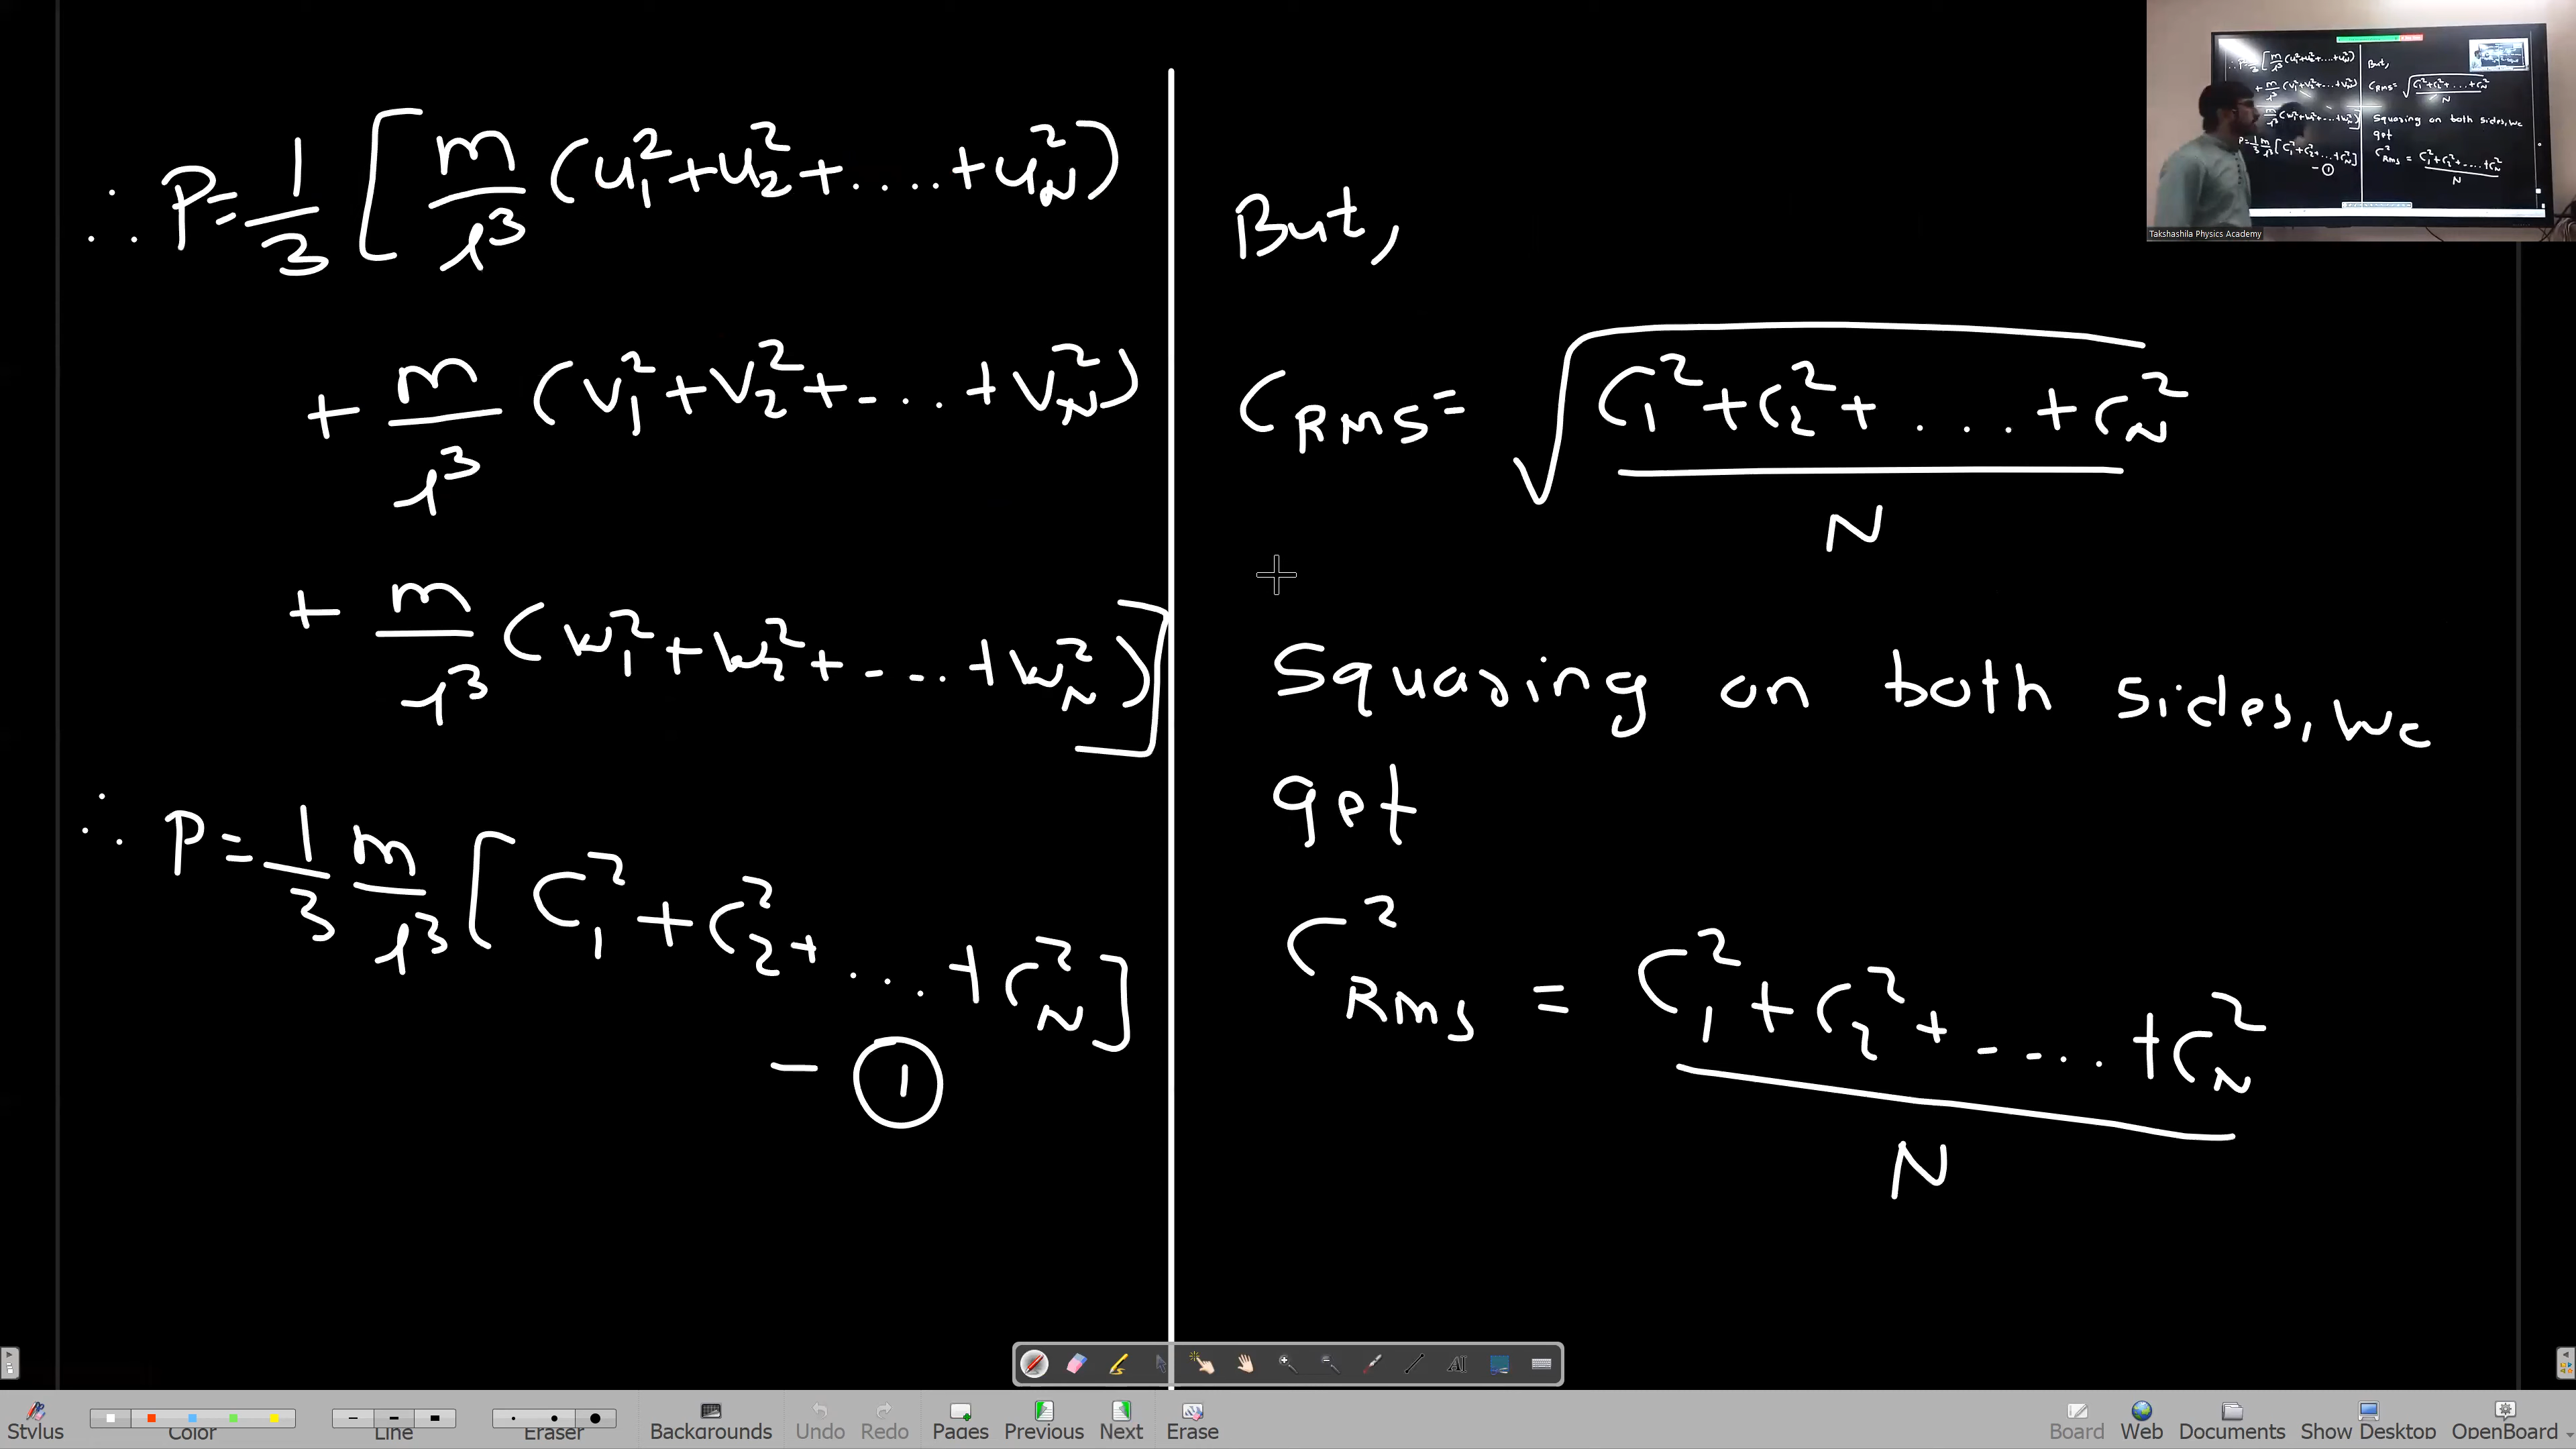 ∴ P = 1/3 [ m/l³ (u₁² + u₂² + .... + u_N²)
+ m/l³ (v₁² + v₂² + - ... + v_N²)
+ m/l³ (w₁² + w₂² + - - .. + w_N²) ]
∴ P = 1/3 m/l³ [ C₁² + C₂² + ... + C_N² ]
- ①
But,
C_RMS = √( (C₁² + C₂² + ... + C_N²) / N )
Squaring on both sides, we
get
C²_Rms = (C₁² + C₂² + - - ... + C_N²) / N
Takshashila Physics Academy
AI
Stylus Color Line Eraser Backgrounds Undo Redo Pages Previous Next Erase Board Web Documents Show Desktop OpenBoard